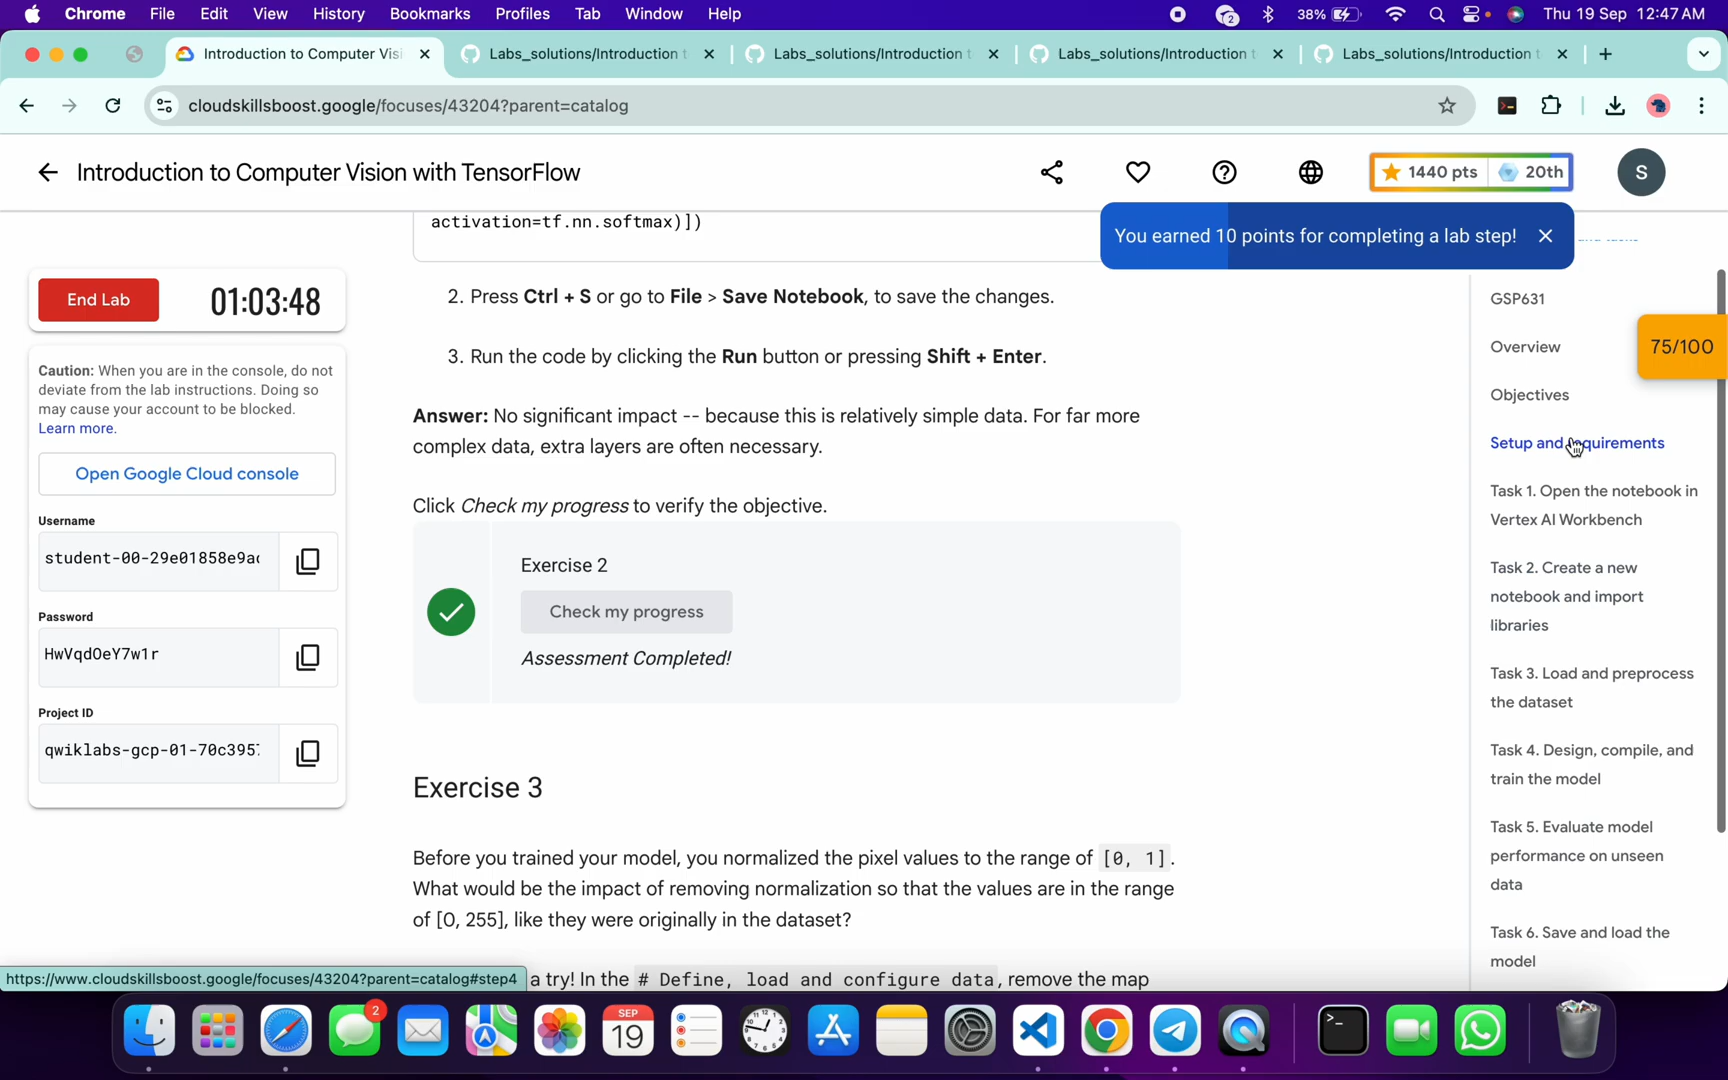 Chrome File Edit View History Bookmarks Profiles Tab Window Help 2 38% Thu 19 Sep 12:47 AM
Introduction to Computer Visi Labs_solutions/Introduction t Labs_solutions/Introduction t Labs_solutions/Introduction t Labs_solutions/Introduction t
cloudskillsboost.google/focuses/43204?parent=catalog
Introduction to Computer Vision with TensorFlow 1440 pts 20th S
activation=tf.nn.softmax)])
You earned 10 points for completing a lab step!
End Lab 01:03:48
Caution: When you are in the console, do not
deviate from the lab instructions. Doing so
may cause your account to be blocked.
Learn more.
Open Google Cloud console
Username
student-00-29e01858e9a
Password
HwVqdOeY7w1r
Project ID
qwiklabs-gcp-01-70c395
2. Press Ctrl + S or go to File > Save Notebook, to save the changes.
3. Run the code by clicking the Run button or pressing Shift + Enter.
Answer: No significant impact -- because this is relatively simple data. For far more
complex data, extra layers are often necessary.
Click Check my progress to verify the objective.
Exercise 2
Check my progress
Assessment Completed!
Exercise 3
Before you trained your model, you normalized the pixel values to the range of [0, 1].
What would be the impact of removing normalization so that the values are in the range
of [0, 255], like they were originally in the dataset?
a try! In the # Define, load and configure data, remove the map
GSP631
Overview
75/100
Objectives
Setup and requirements
Task 1. Open the notebook in
Vertex AI Workbench
Task 2. Create a new
notebook and import
libraries
Task 3. Load and preprocess
the dataset
Task 4. Design, compile, and
train the model
Task 5. Evaluate model
performance on unseen
data
Task 6. Save and load the
model
https://www.cloudskillsboost.google/focuses/43204?parent=catalog#step4
2
SEP
19